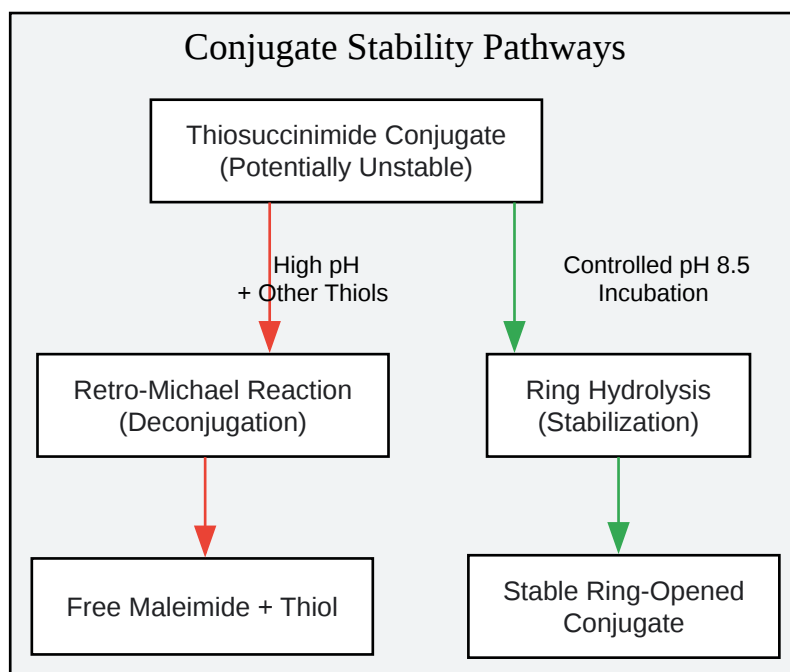 Conjugate Stability Pathways
Thiosuccinimide Conjugate
(Potentially Unstable)
High pH
+ Other Thiols
Controlled pH 8.5
Incubation
Retro-Michael Reaction
(Deconjugation)
Ring Hydrolysis
(Stabilization)
Free Maleimide + Thiol
Stable Ring-Opened
Conjugate